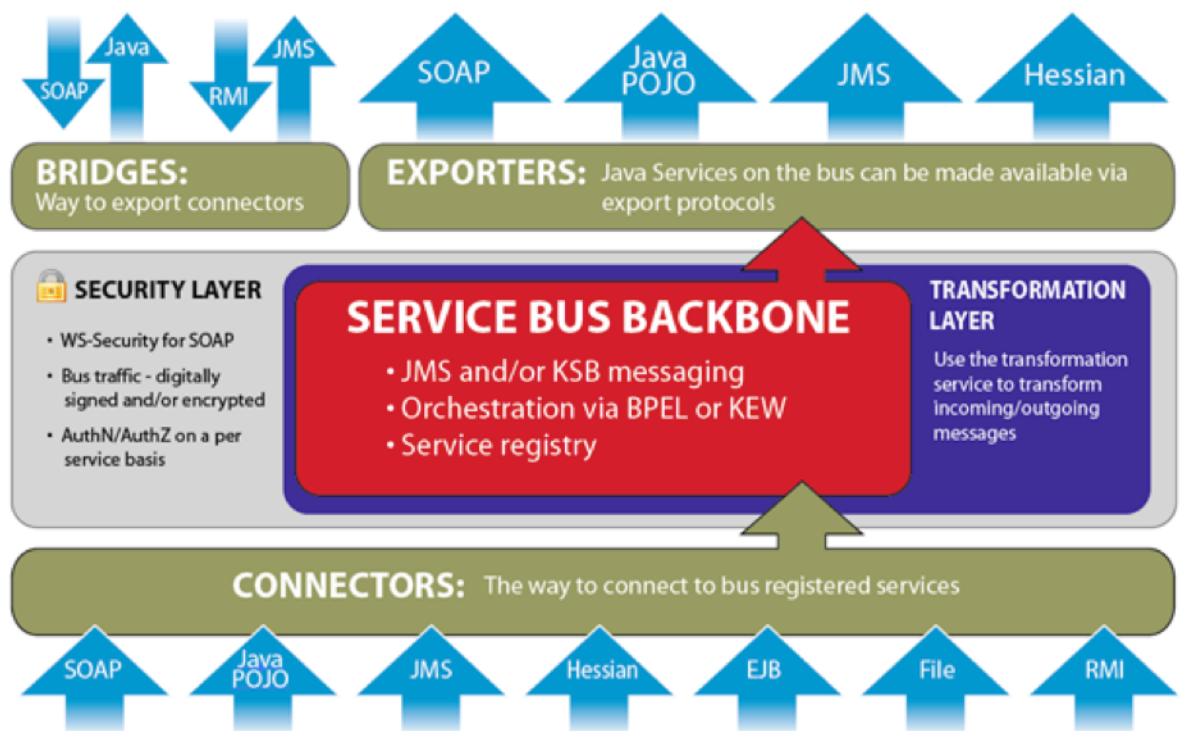 SOAP
Java
RMI
JMS
SOAP
Java
POJO
JMS
Hessian
BRIDGES:
Way to export connectors
EXPORTERS: Java Services on the bus can be made available via
export protocols
SECURITY LAYER
• WS-Security for SOAP
• Bus traffic - digitally
signed and/or encrypted
• AuthN/AuthZ on a per
service basis
SERVICE BUS BACKBONE
• JMS and/or KSB messaging
• Orchestration via BPEL or KEW
• Service registry
TRANSFORMATION
LAYER
Use the transformation
service to transform
incoming/outgoing
messages
CONNECTORS: The way to connect to bus registered services
SOAP
Java
POJO
JMS
Hessian
EJB
File
RMI